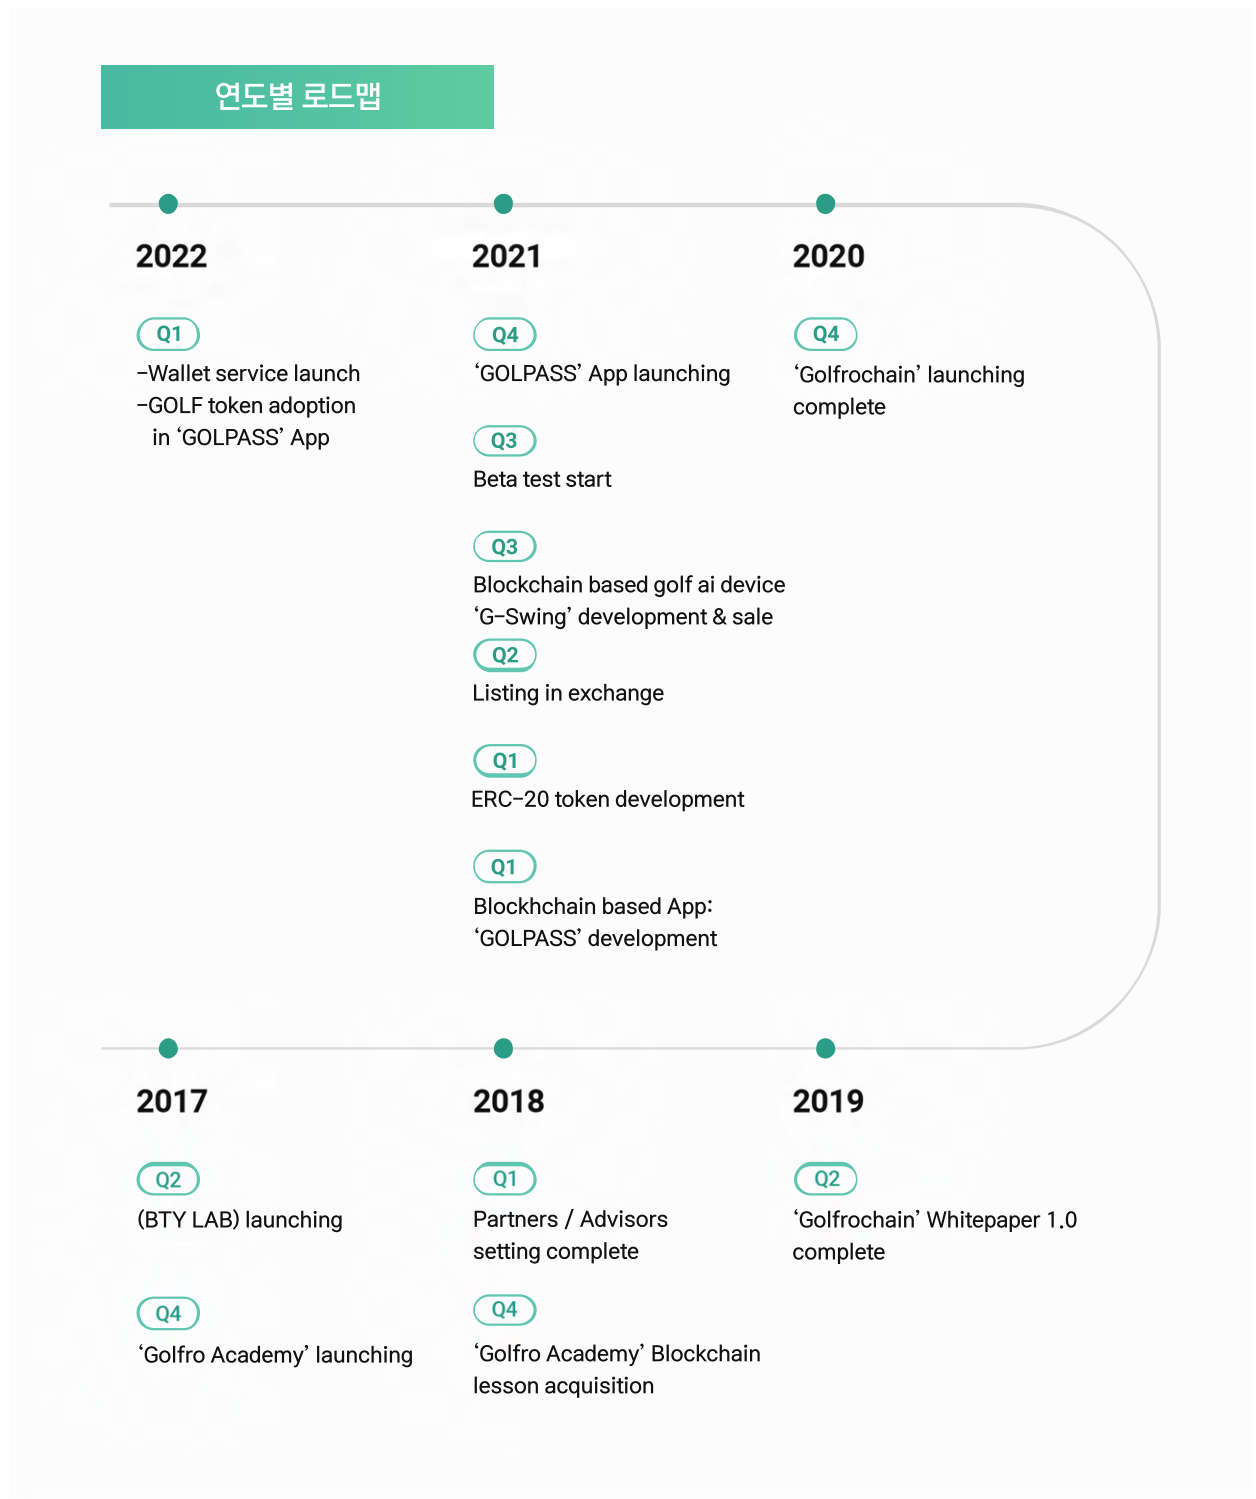 연도별 로드맵
2022
Q1
-Wallet service launch
-GOLF token adoption
in ‘GOLPASS’ App
2021
Q4
‘GOLPASS’ App launching
Q3
Beta test start
Q3
Blockchain based golf ai device
‘G-Swing’ development & sale
Q2
Listing in exchange
Q1
ERC-20 token development
Q1
Blockhchain based App:
‘GOLPASS’ development
2020
Q4
‘Golfrochain’ launching
complete
2017
Q2
(BTY LAB) launching
Q4
‘Golfro Academy’ launching
2018
Q1
Partners / Advisors
setting complete
Q4
‘Golfro Academy’ Blockchain
lesson acquisition
2019
Q2
‘Golfrochain’ Whitepaper 1.0
complete